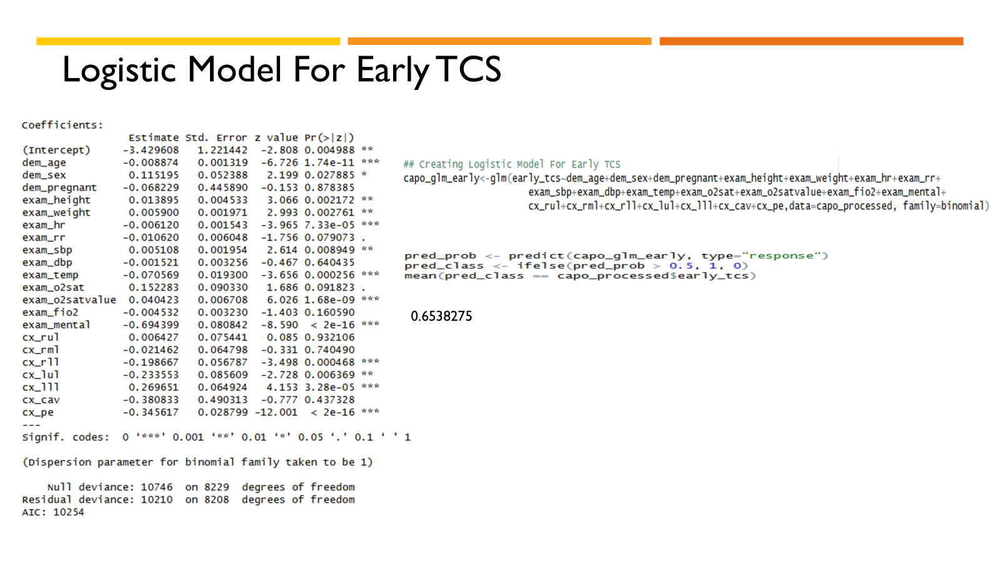 Logistic Model For Early TCS
Coefficients:
Estimate Std. Error z value Pr(>|z|)
(Intercept) -3.429608 1.221442 -2.808 0.004988 **
dem_age -0.008874 0.001319 -6.726 1.74e-11 ***
dem_sex 0.115195 0.052388 2.199 0.027885 *
dem_pregnant -0.068229 0.445890 -0.153 0.878385
exam_height 0.013895 0.004533 3.066 0.002172 **
exam_weight 0.005900 0.001971 2.993 0.002761 **
exam_hr -0.006120 0.001543 -3.965 7.33e-05 ***
exam_rr -0.010620 0.006048 -1.756 0.079073 .
exam_sbp 0.005108 0.001954 2.614 0.008949 **
exam_dbp -0.001521 0.003256 -0.467 0.640435
exam_temp -0.070569 0.019300 -3.656 0.000256 ***
exam_o2sat 0.152283 0.090330 1.686 0.091823 .
exam_o2satvalue 0.040423 0.006708 6.026 1.68e-09 ***
exam_fio2 -0.004532 0.003230 -1.403 0.160590
exam_mental -0.694399 0.080842 -8.590 < 2e-16 ***
cx_rul 0.006427 0.075441 0.085 0.932106
cx_rml -0.021462 0.064798 -0.331 0.740490
cx_rll -0.198667 0.056787 -3.498 0.000468 ***
cx_lul -0.233553 0.085609 -2.728 0.006369 **
cx_lll 0.269651 0.064924 4.153 3.28e-05 ***
cx_cav -0.380833 0.490313 -0.777 0.437328
cx_pe -0.345617 0.028799 -12.001 < 2e-16 ***
---
Signif. codes: 0 ‘***’ 0.001 ‘**’ 0.01 ‘*’ 0.05 ‘.’ 0.1 ‘ ’ 1
(Dispersion parameter for binomial family taken to be 1)
Null deviance: 10746 on 8229 degrees of freedom
Residual deviance: 10210 on 8208 degrees of freedom
AIC: 10254
## Creating Logistic Model For Early TCS
capo_glm_early<-glm(early_tcs~dem_age+dem_sex+dem_pregnant+exam_height+exam_weight+exam_hr+exam_rr+
exam_sbp+exam_dbp+exam_temp+exam_o2sat+exam_o2satvalue+exam_fio2+exam_mental+
cx_rul+cx_rml+cx_rll+cx_lul+cx_lll+cx_cav+cx_pe,data=capo_processed, family=binomial)
pred_prob <- predict(capo_glm_early, type="response")
pred_class <- ifelse(pred_prob > 0.5, 1, 0)
mean(pred_class == capo_processed$early_tcs)
0.6538275